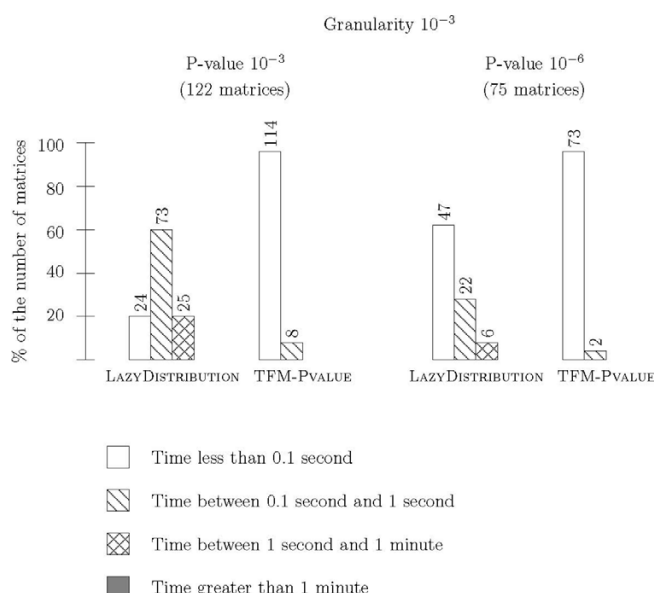 Granularity 10⁻³
P-value 10⁻³
(122 matrices)
P-value 10⁻⁶
(75 matrices)
% of the number of matrices
100
80
60
40
20
24
73
25
114
8
47
22
6
73
2
LAZYDISTRIBUTION
TFM-PVALUE
LAZYDISTRIBUTION
TFM-PVALUE
Time less than 0.1 second
Time between 0.1 second and 1 second
Time between 1 second and 1 minute
Time greater than 1 minute